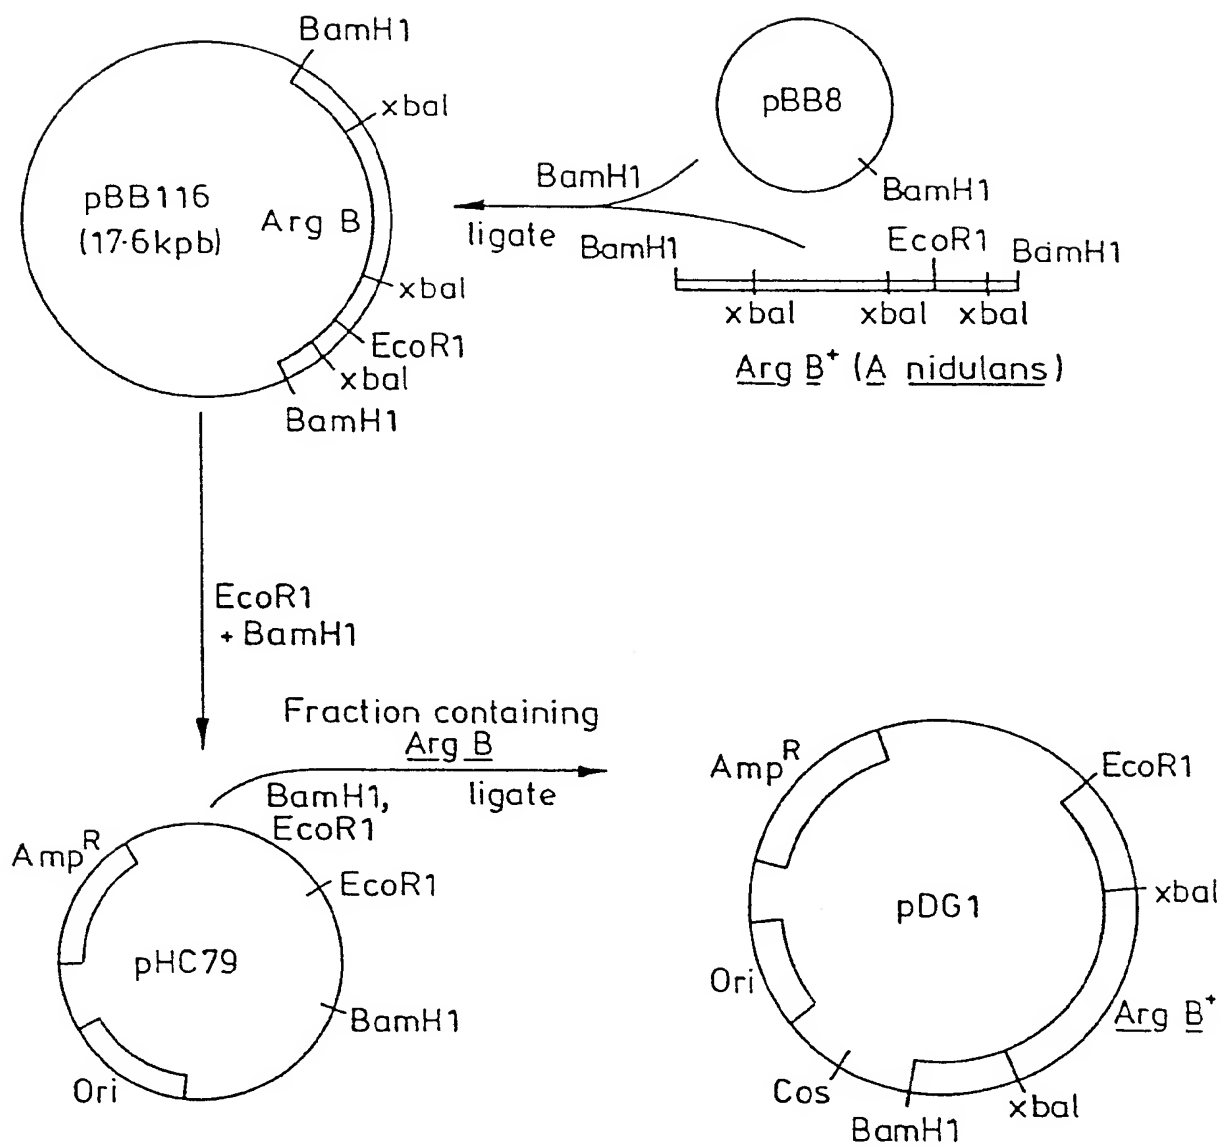 BamH1
xbal
pBB8
pBB116
(17·6kpb)
Arg B
BamH1
ligate
BamH1
BamH1
EcoR1
BamH1
xbal
xbal
xbal
xbal
EcoR1
xbal
BamH1
Arg B+ (A nidulans)
EcoR1
+ BamH1
Fraction containing
Arg B
BamH1,
EcoR1
ligate
AmpR
EcoR1
pHC79
BamH1
Ori
AmpR
EcoR1
xbal
pDG1
Ori
Arg B+
Cos
BamH1
xbal